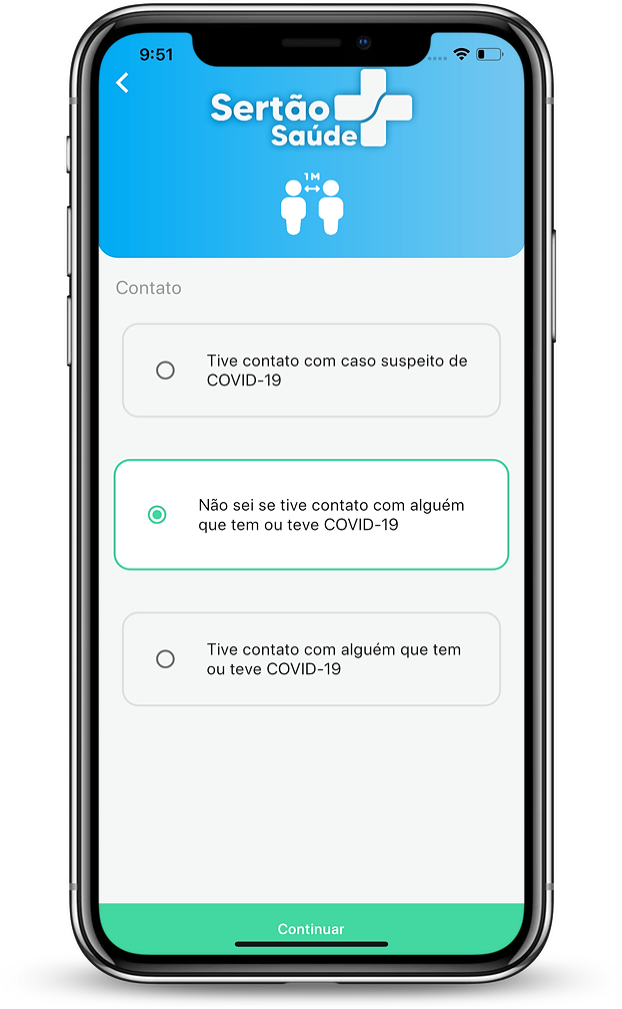 9:51
Sertão
Saúde
1 M
Contato
Tive contato com caso suspeito de
COVID-19
Não sei se tive contato com alguém
que tem ou teve COVID-19
Tive contato com alguém que tem
ou teve COVID-19
Continuar